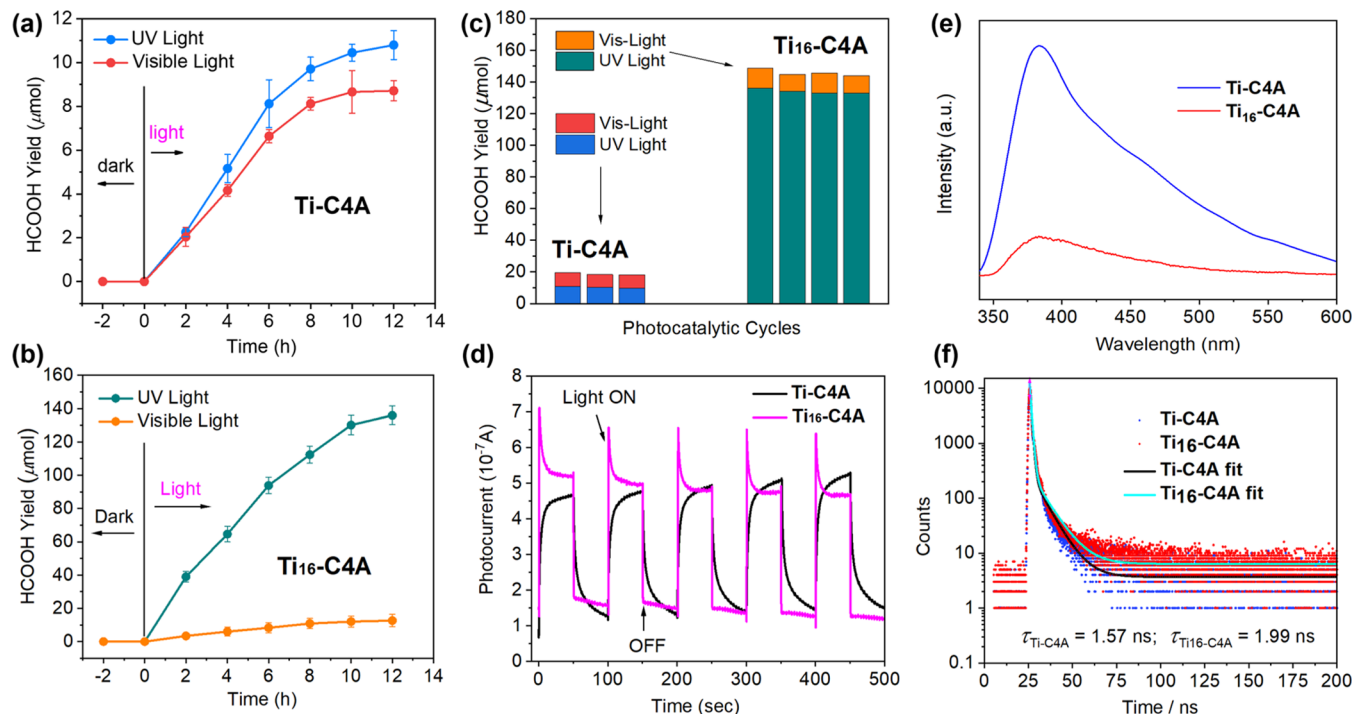 (a)
12
10
8
6
4
2
0
HCOOH Yield (μmol)
UV Light
Visible Light
light
dark
Ti-C4A
-2 0 2 4 6 8 10 12 14
Time (h)
(b)
160
140
120
100
80
60
40
20
0
HCOOH Yield (μmol)
UV Light
Visible Light
Light
Dark
Ti16-C4A
-2 0 2 4 6 8 10 12 14
Time (h)
(c)
180
160
140
120
100
80
60
40
20
0
HCOOH Yield (μmol)
Vis-Light
UV Light
Ti16-C4A
Vis-Light
UV Light
Ti-C4A
Photocatalytic Cycles
(d)
8
7
6
5
4
3
2
1
0
Photocurrent (10⁻⁷A)
Light ON
Ti-C4A
Ti16-C4A
OFF
0 100 200 300 400 500
Time (sec)
(e)
Intensity (a.u.)
Ti-C4A
Ti16-C4A
350 400 450 500 550 600
Wavelength (nm)
(f)
10000
1000
100
10
1
0.1
Counts
Ti-C4A
Ti16-C4A
Ti-C4A fit
Ti16-C4A fit
τTi-C4A = 1.57 ns; τTi16-C4A = 1.99 ns
0 25 50 75 100 125 150 175 200
Time / ns